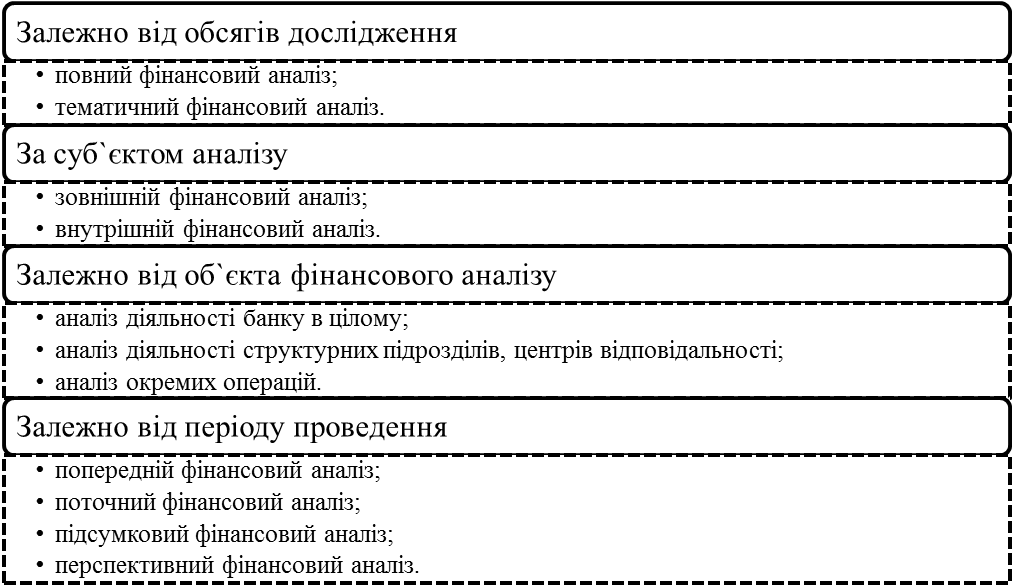 Залежно від обсягів дослідження
• повний фінансовий аналіз;
• тематичний фінансовий аналіз.
За суб`єктом аналізу
• зовнішній фінансовий аналіз;
• внутрішній фінансовий аналіз.
Залежно від об`єкта фінансового аналізу
• аналіз діяльності банку в цілому;
• аналіз діяльності структурних підрозділів, центрів відповідальності;
• аналіз окремих операцій.
Залежно від періоду проведення
• попередній фінансовий аналіз;
• поточний фінансовий аналіз;
• підсумковий фінансовий аналіз;
• перспективний фінансовий аналіз.